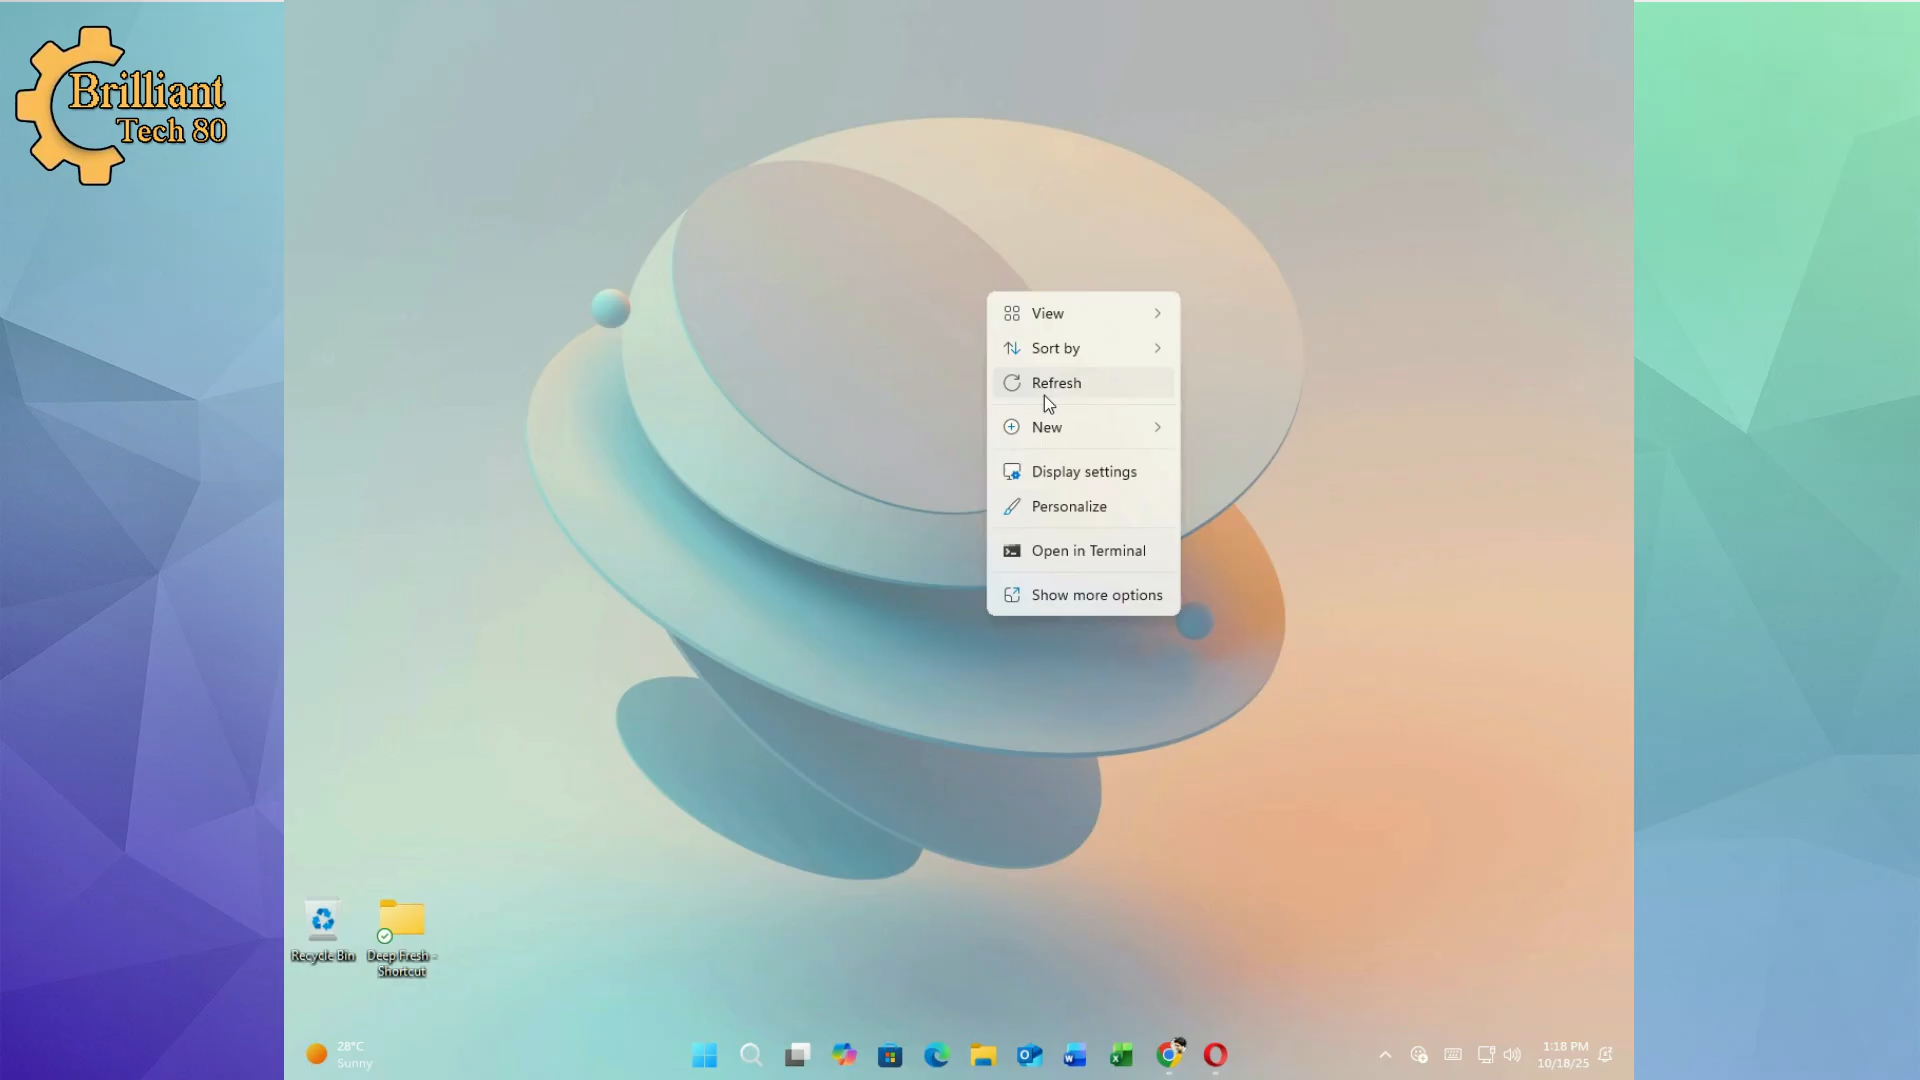 Brilliant
Tech 80
View
Sort by
Refresh
New
Display settings
Personalize
Open in Terminal
Show more options
Recycle Bin
Deep Fresh -
Shortcut
28°C
Sunny
1:18 PM
10/18/25